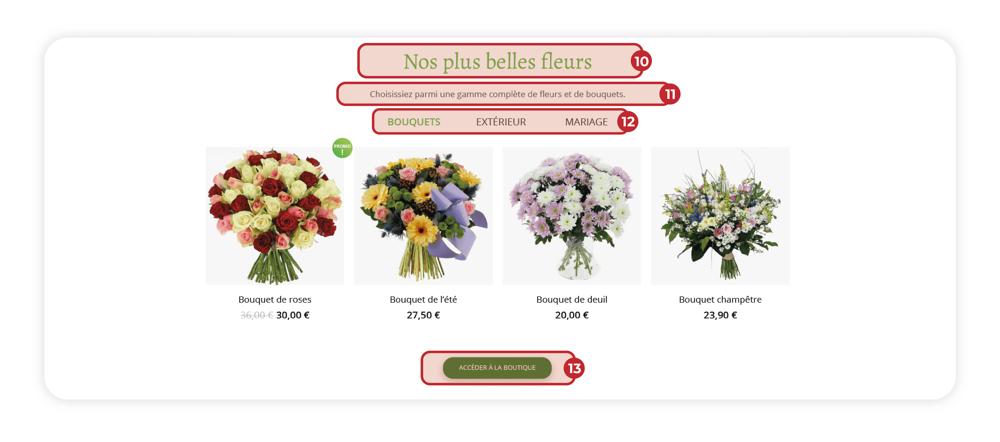 Nos plus belles fleurs
10
Choisissiez parmi une gamme complète de fleurs et de bouquets.
11
BOUQUETS EXTÉRIEUR MARIAGE
12
PROMO
!
Bouquet de roses
36,00 € 30,00 €
Bouquet de l’été
27,50 €
Bouquet de deuil
20,00 €
Bouquet champêtre
23,90 €
ACCÉDER À LA BOUTIQUE
13